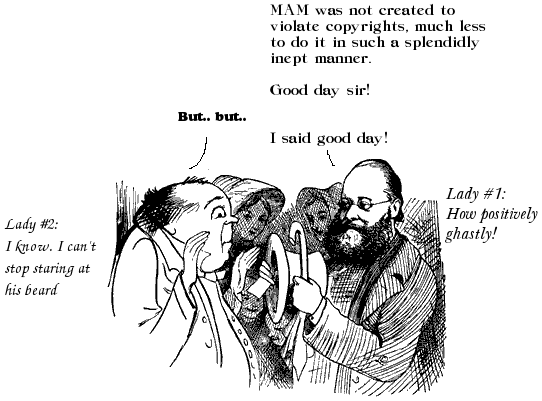 MAM was not created to
violate copyrights, much less
to do it in such a splendidly
inept manner.
Good day sir!
But.. but..
I said good day!
Lady #1:
How positively
ghastly!
Lady #2:
I know. I can't
stop staring at
his beard